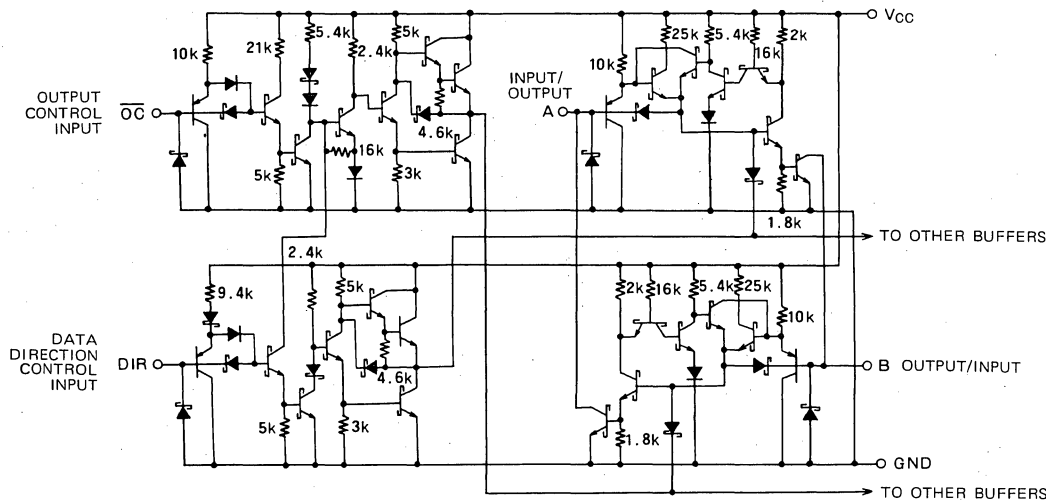 VCC
10k
21k
5.4k
2.4k
5k
OUTPUT
CONTROL
INPUT
OC
16k
4.6k
5k
3k
INPUT/
OUTPUT
A
10k
25k
5.4k
16k
2k
1.8k
TO OTHER BUFFERS
DATA
DIRECTION
CONTROL
INPUT
DIR
9.4k
2.4k
5k
4.6k
5k
3k
2k
16k
5.4k
25k
10k
B OUTPUT/INPUT
1.8k
GND
TO OTHER BUFFERS